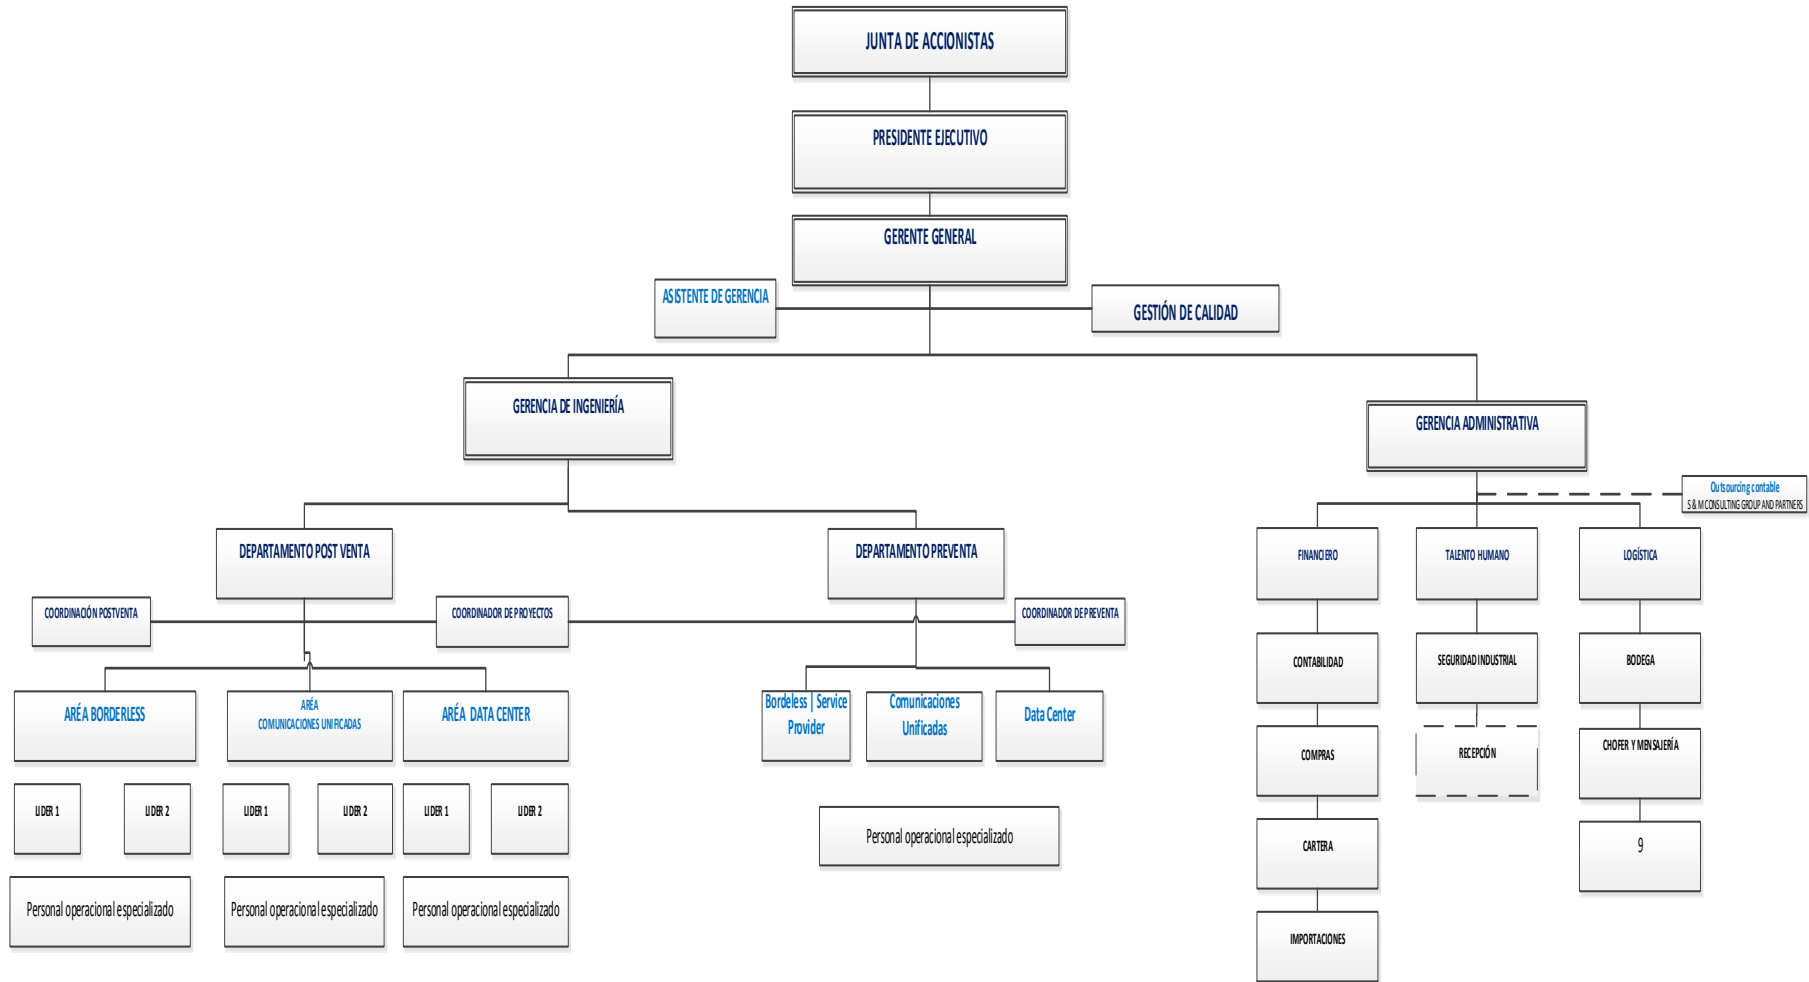 JUNTA DE ACCIONISTAS
PRESIDENTE EJECUTIVO
GERENTE GENERAL
ASISTENTE DE GERENCIA
GESTIÓN DE CALIDAD
GERENCIA DE INGENIERÍA
GERENCIA ADMINISTRATIVA
Outsourcing contable
S & M CONSULTING GROUP AND PARTNERS
DEPARTAMENTO POST VENTA
DEPARTAMENTO PREVENTA
FINANCIERO
TALENTO HUMANO
LOGÍSTICA
COORDINACIÓN POSTVENTA
COORDINADOR DE PROYECTOS
COORDINADOR DE PREVENTA
CONTABILIDAD
SEGURIDAD INDUSTRIAL
BODEGA
ARÉA BORDERLESS
ARÉA
COMUNICACIONES UNIFICADAS
ARÉA DATA CENTER
Bordeless | Service
Provider
Comunicaciones
Unificadas
Data Center
COMPRAS
RECEPCIÓN
CHOFER Y MENSAJERÍA
LIDER 1
LIDER 2
LIDER 1
LIDER 2
LIDER 1
LIDER 2
Personal operacional especializado
CARTERA
9
Personal operacional especializado
Personal operacional especializado
Personal operacional especializado
IMPORTACIONES